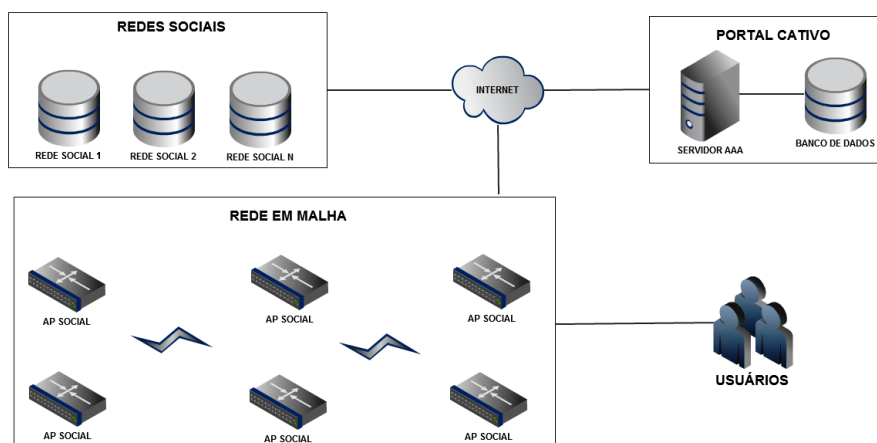 REDES SOCIAIS
REDE SOCIAL 1
REDE SOCIAL 2
REDE SOCIAL N
INTERNET
PORTAL CATIVO
SERVIDOR AAA
BANCO DE DADOS
REDE EM MALHA
AP SOCIAL
AP SOCIAL
AP SOCIAL
AP SOCIAL
AP SOCIAL
AP SOCIAL
USUÁRIOS